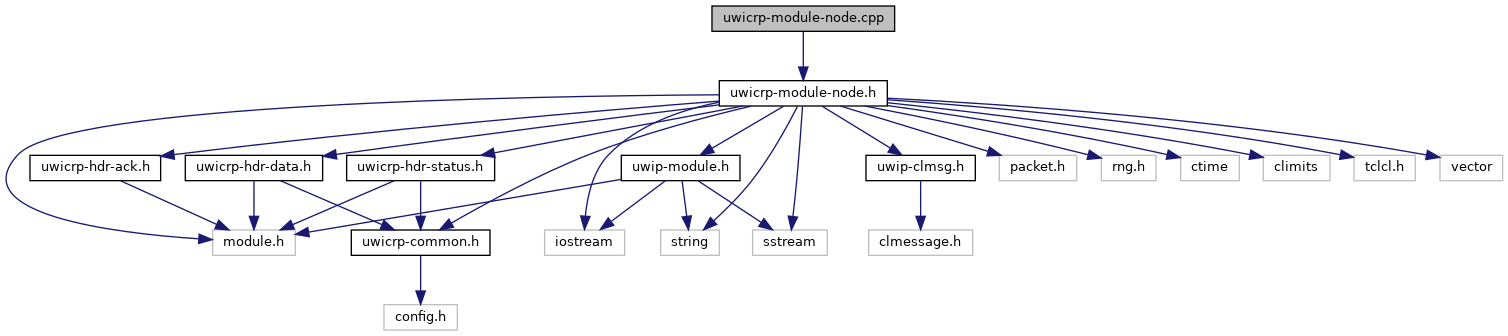 uwicrp-module-node.cpp
uwicrp-module-node.h
uwicrp-hdr-ack.h
uwicrp-hdr-data.h
uwicrp-hdr-status.h
uwip-module.h
uwip-clmsg.h
packet.h
rng.h
ctime
climits
tclcl.h
vector
module.h
uwicrp-common.h
iostream
string
sstream
clmessage.h
config.h